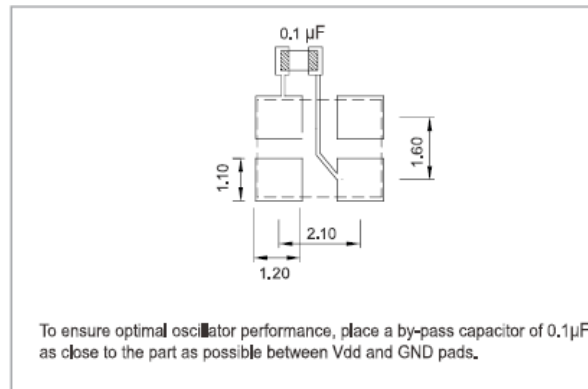 0.1 µF
1.60
1.10
2.10
1.20
To ensure optimal oscillator performance, place a by-pass capacitor of 0.1µF
as close to the part as possible between Vdd and GND pads.